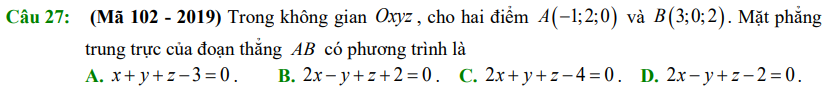 Câu 27: (Mã 102 - 2019) Trong không gian Oxyz , cho hai điểm A(−1;2;0) và B(3;0;2). Mặt phẳng
trung trực của đoạn thẳng AB có phương trình là
A. x+y+z−3=0. B. 2x−y+z+2=0. C. 2x+y+z−4=0. D. 2x−y+z−2=0.